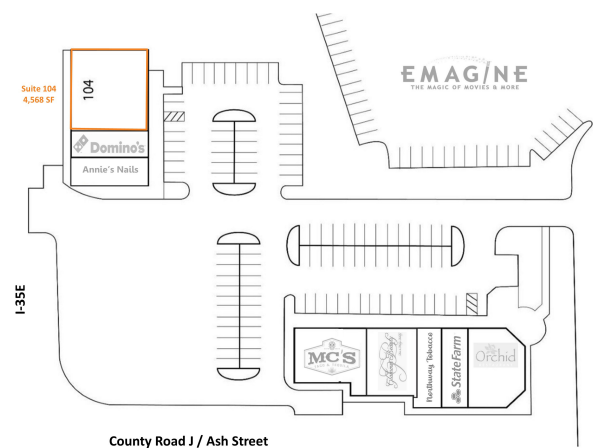 EMAGINE
THE MAGIC OF MOVIES & MORE
Suite 104
4,568 SF
104
Domino's
Annie's Nails
I-35E
MC'S
Northway Tobacco
StateFarm
Orchid
County Road J / Ash Street